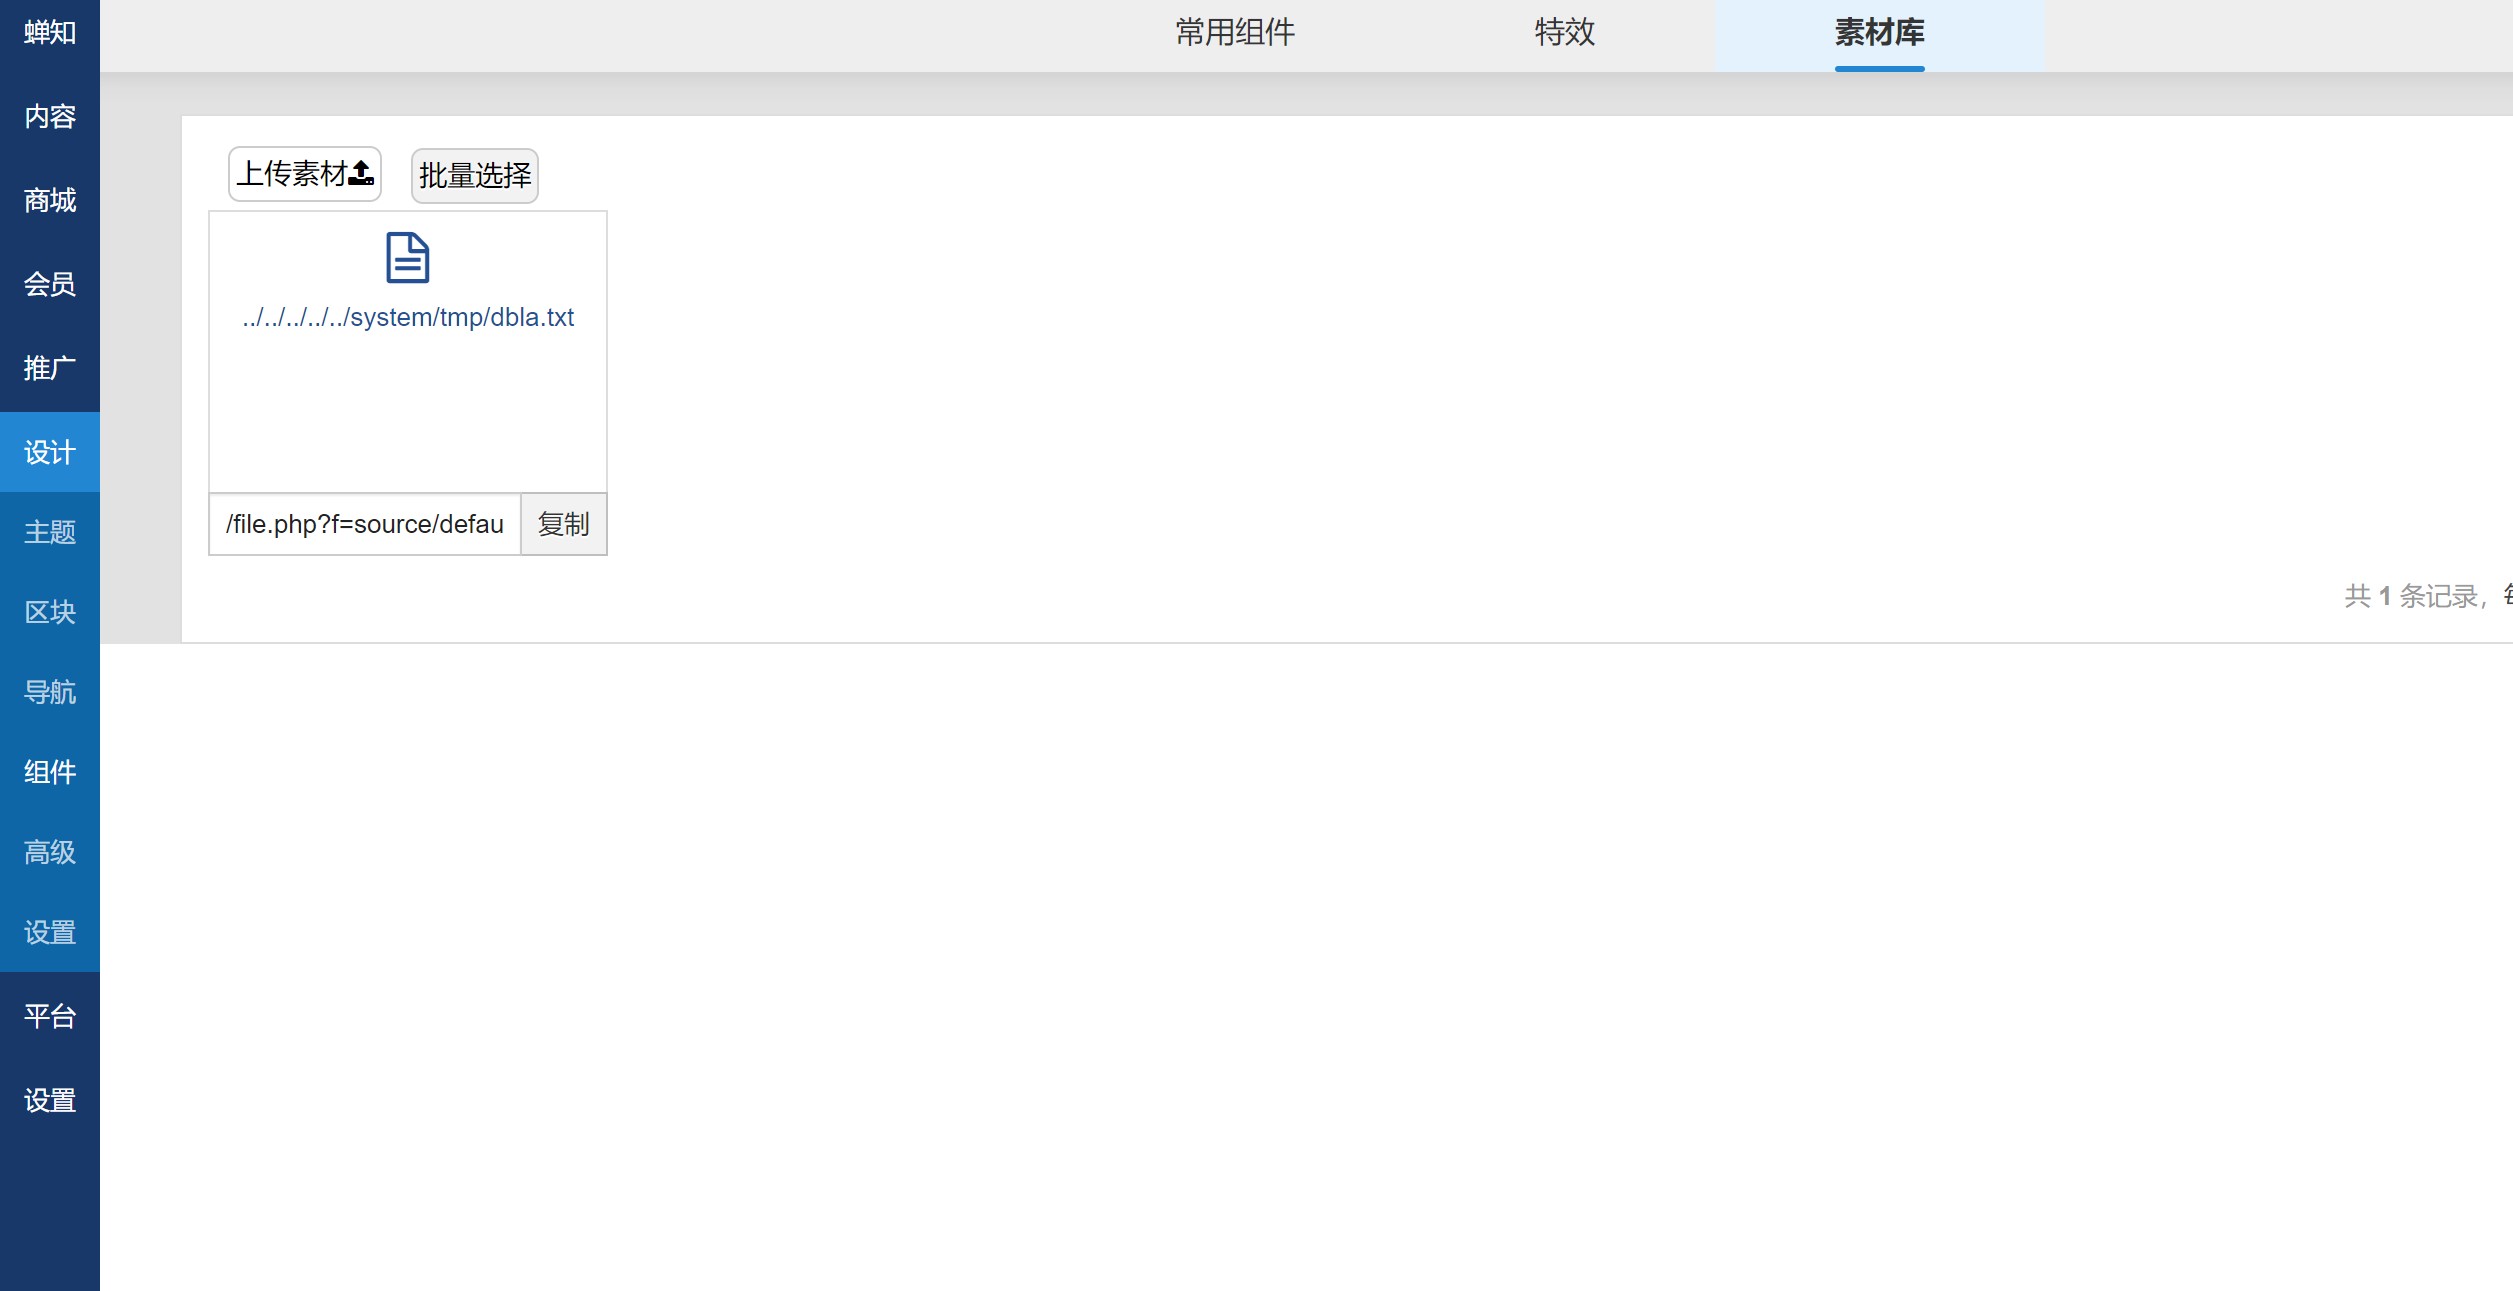 蝉知
内容
商城
会员
推广
设计
主题
区块
导航
组件
高级
设置
平台
设置
常用组件
特效
素材库
上传素材
批量选择
../../../../../system/tmp/dbla.txt
/file.php?f=source/defau
复制
共 1 条记录，